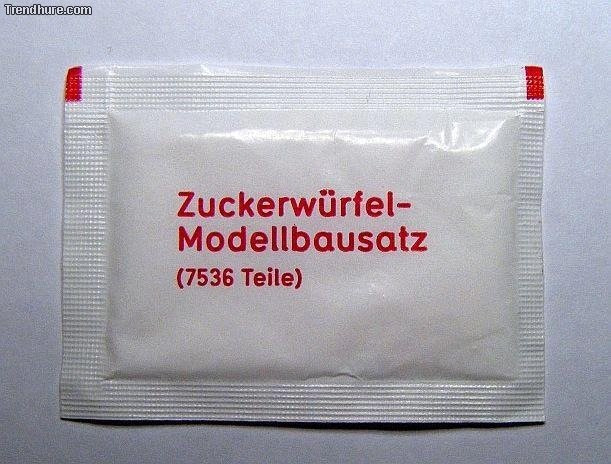 Trendhure.com
Zuckerwürfel-
Modellbausatz
(7536 Teile)